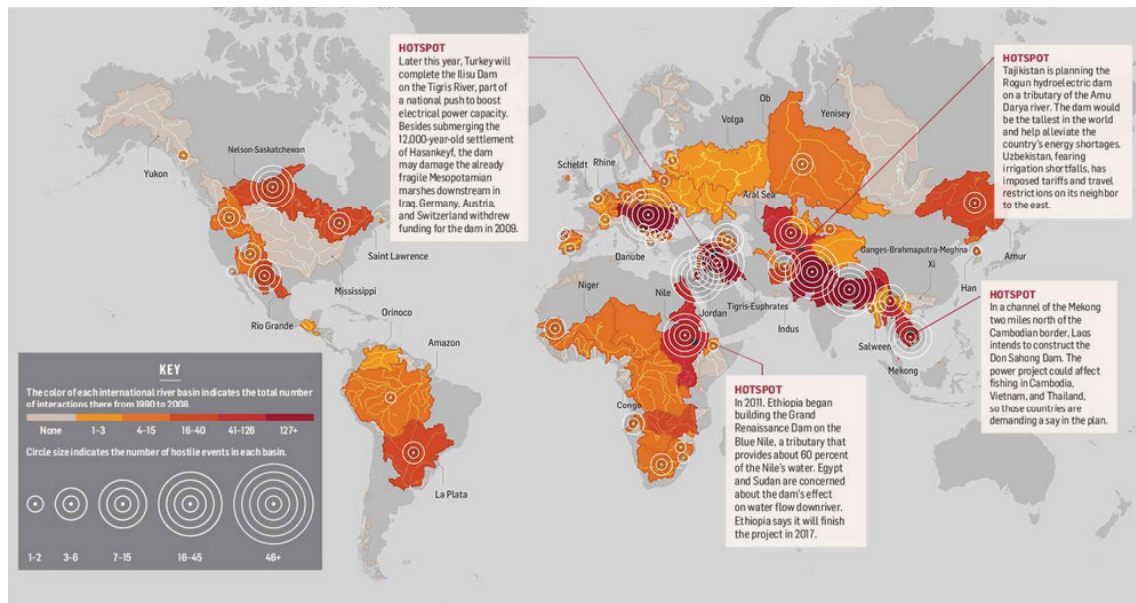 HOTSPOT
Later this year, Turkey will
complete the Ilisu Dam
on the Tigris River, part of
a national push to boost
electrical power capacity.
Besides submerging the
12,000-year-old settlement
of Hasankeyf, the dam
may damage the already
fragile Mesopotamian
marshes downstream in
Iraq. Germany, Austria,
and Switzerland withdrew
funding for the dam in 2009.
HOTSPOT
Tajikistan is planning the
Rogun hydroelectric dam
on a tributary of the Amu
Darya river. The dam would
be the tallest in the world
and help alleviate the
country's energy shortages.
Uzbekistan, fearing
irrigation shortfalls, has
imposed tariffs and travel
restrictions on its neighbor
to the east.
Ob
Yenisey
Volga
Nelson-Saskatchewan
Scheldt
Rhine
Yukon
Aral Sea
Saint Lawrence
Danube
Ganges-Brahmaputra-Meghna
Xi
Amur
Mississippi
Niger
Nile
Han
Tigris-Euphrates
Jordan
Rio Grande
Orinoco
Indus
Salween
Mekong
Amazon
HOTSPOT
In a channel of the Mekong
two miles north of the
Cambodian border, Laos
intends to construct the
Don Sahong Dam. The
power project could affect
fishing in Cambodia,
Vietnam, and Thailand,
so those countries are
demanding a say in the plan.
HOTSPOT
In 2011, Ethiopia began
building the Grand
Renaissance Dam on the
Blue Nile, a tributary that
provides about 60 percent
of the Nile's water. Egypt
and Sudan are concerned
about the dam's effect
on water flow downriver.
Ethiopia says it will finish
the project in 2017.
Congo
La Plata
KEY
The color of each international river basin indicates the total number
of interactions there from 1990 to 2008.
None 1–3 4–15 16–40 41–126 127+
Circle size indicates the number of hostile events in each basin.
1–2 3–6 7–15 16–45 46+